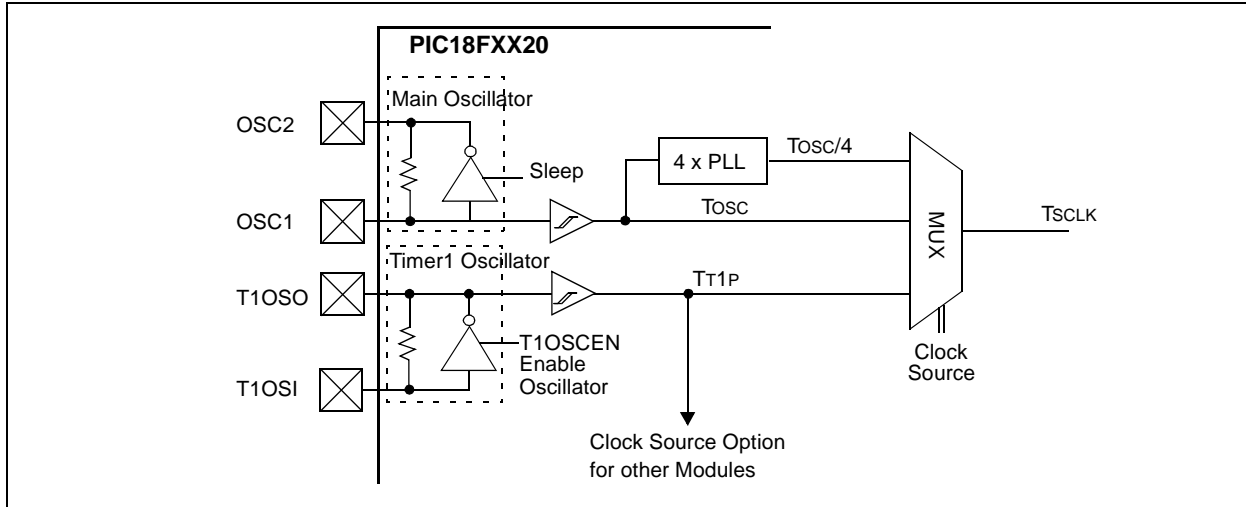 PIC18FXX20
Main Oscillator
OSC2
TOSC/4
4 x PLL
Sleep
TOSC
OSC1
MUX
TSCLK
Timer1 Oscillator
TT1P
T1OSO
T1OSCEN
Enable
Oscillator
Clock
Source
T1OSI
Clock Source Option
for other Modules